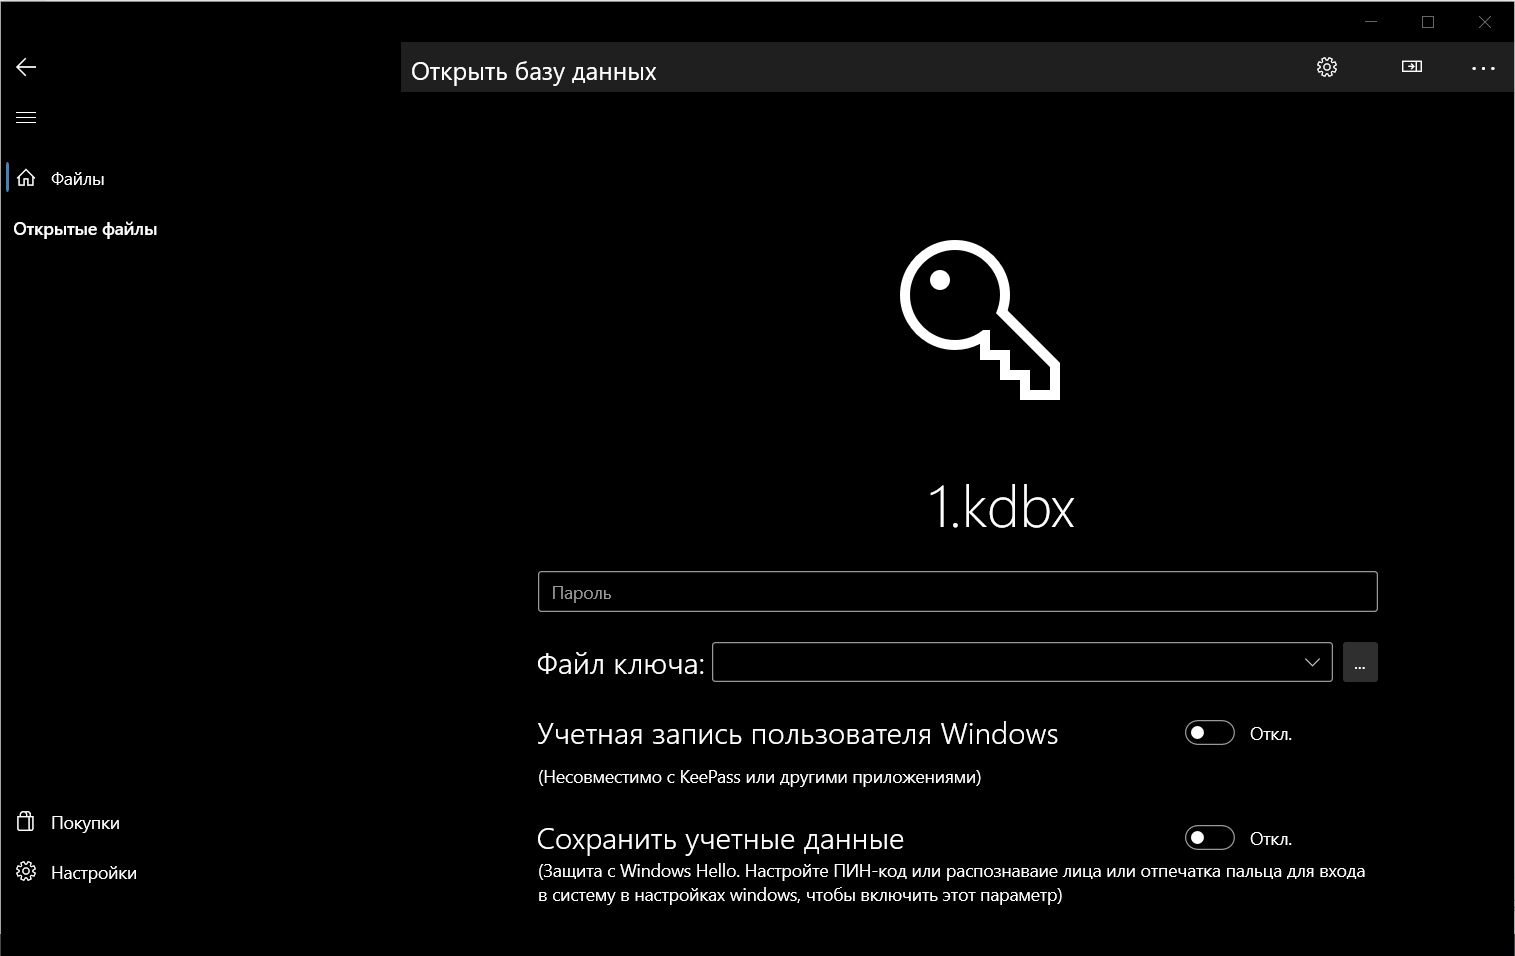 Открыть базу данных
Файлы
Открытые файлы
1.kdbx
Пароль
Файл ключа:
...
Учетная запись пользователя Windows
Откл.
(Несовместимо с KeePass или другими приложениями)
Сохранить учетные данные
Откл.
(Защита с Windows Hello. Настройте ПИН-код или распознаваие лица или отпечатка пальца для входа
в систему в настройках windows, чтобы включить этот параметр)
Покупки
Настройки